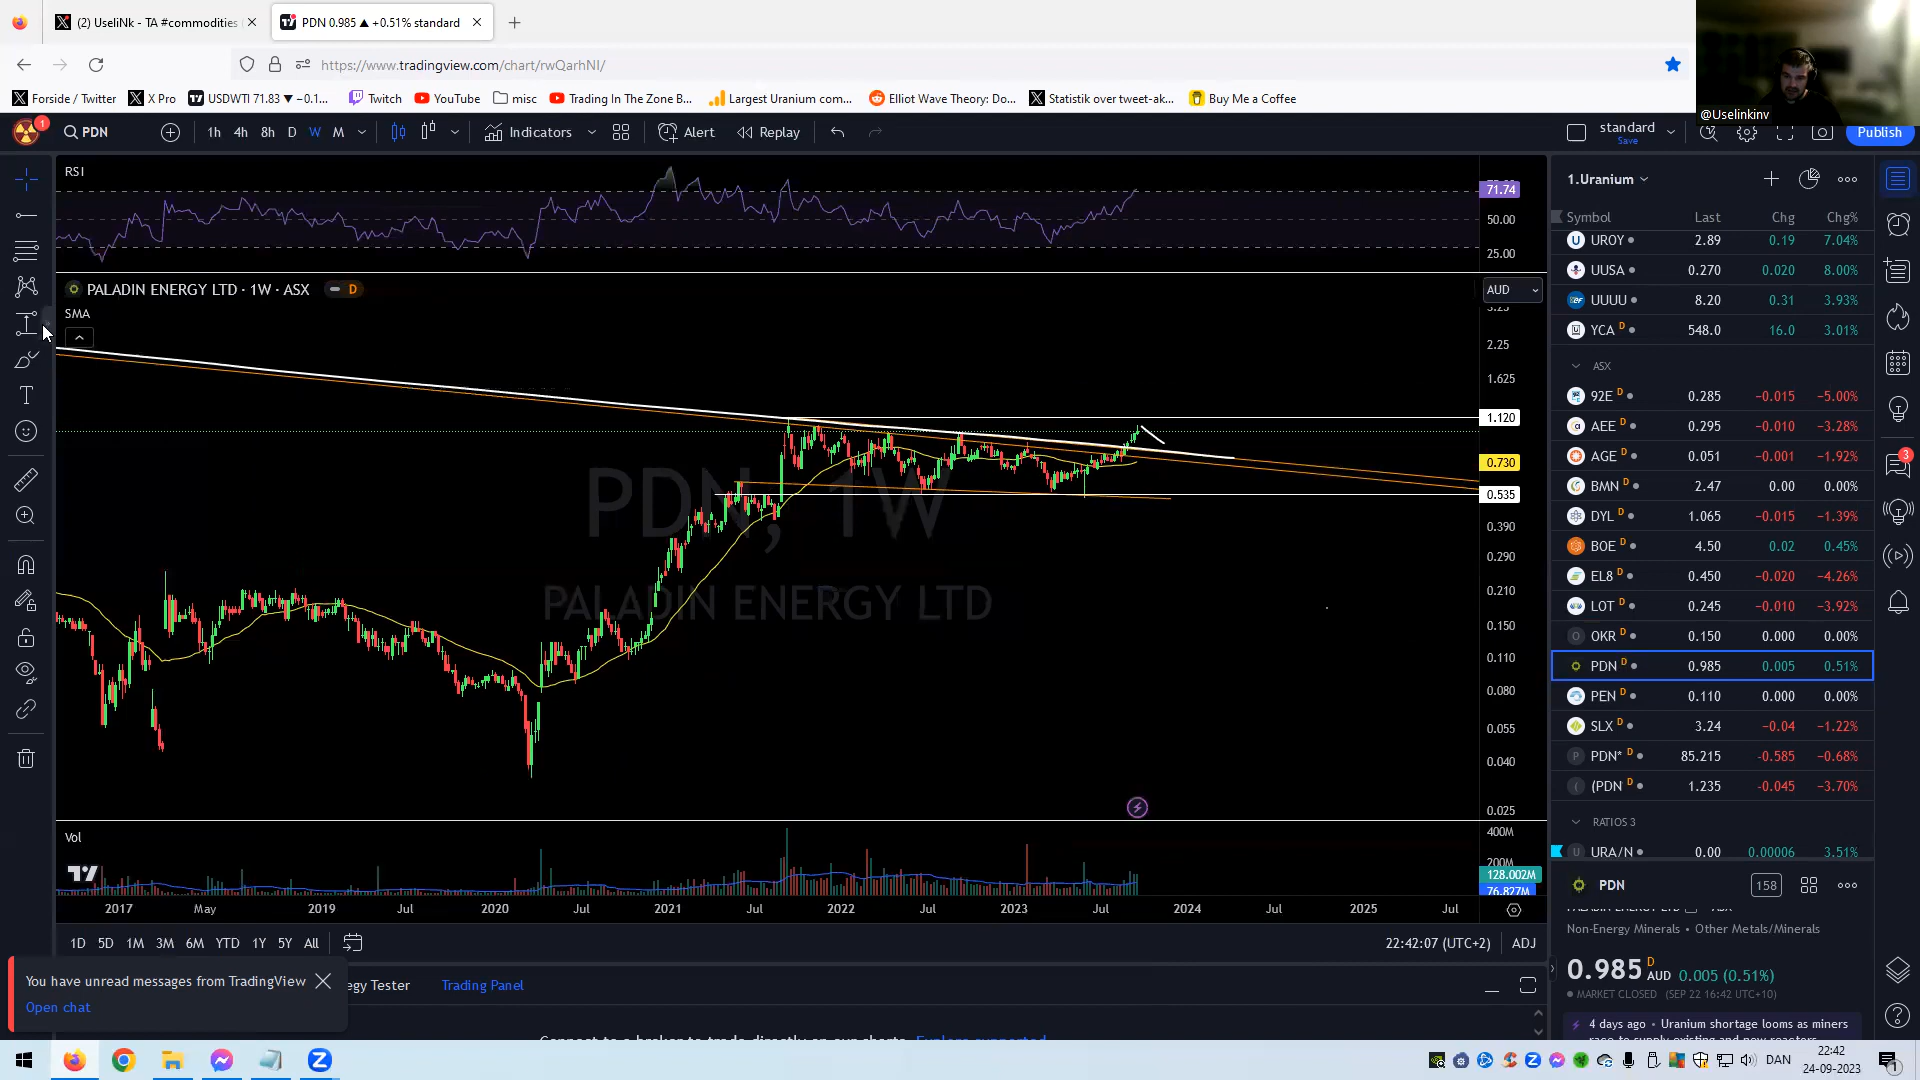 (2) UseliNk - TA #commodities
PDN 0.985 ▲ +0.51% standard
https://www.tradingview.com/chart/rwQarhNI/
Forside / Twitter
X Pro
USDWTI 71.83 ▼ −0.1...
Twitch
YouTube
misc
Trading In The Zone B...
Largest Uranium com...
Elliot Wave Theory: Do...
Statistik over tweet-ak...
Buy Me a Coffee
@Uselinkinv
1
PDN
1h 4h 8h D W M
Indicators
Alert
Replay
standard
Save
Publish
RSI
71.74
50.00
25.00
PALADIN ENERGY LTD · 1W · ASX
D
AUD
SMA
2.25
1.625
1.120
0.730
0.535
0.390
0.290
0.210
0.150
0.110
0.080
0.055
0.040
0.025
PDN, 1W
PALADIN ENERGY LTD
Vol
400M
200M
128.002M
76.827M
2017 May 2019 Jul 2020 Jul 2021 Jul 2022 Jul 2023 Jul 2024 Jul 2025 Jul
1D 5D 1M 3M 6M YTD 1Y 5Y All
22:42:07 (UTC+2)
ADJ
You have unread messages from TradingView
Open chat
egy Tester
Trading Panel
1.Uranium
Symbol Last Chg Chg%
UROY 2.89 0.19 7.04%
UUSA 0.270 0.020 8.00%
UUUU 8.20 0.31 3.93%
YCA D 548.0 16.0 3.01%
ASX
92E D 0.285 −0.015 −5.00%
AEE D 0.295 −0.010 −3.28%
AGE D 0.051 −0.001 −1.92%
BMN D 2.47 0.00 0.00%
DYL D 1.065 −0.015 −1.39%
BOE D 4.50 0.02 0.45%
EL8 D 0.450 −0.020 −4.26%
LOT D 0.245 −0.010 −3.92%
OKR D 0.150 0.000 0.00%
PDN D 0.985 0.005 0.51%
PEN D 0.110 0.000 0.00%
SLX D 3.24 −0.04 −1.22%
PDN* D 85.215 −0.585 −0.68%
(PDN D 1.235 −0.045 −3.70%
RATIOS 3
URA/N 0.00 0.00006 3.51%
PDN
158
Non-Energy Minerals • Other Metals/Minerals
0.985 D AUD 0.005 (0.51%)
MARKET CLOSED (SEP 22 16:42 UTC+10)
4 days ago • Uranium shortage looms as miners
3
DAN
22:42
24-09-2023
1